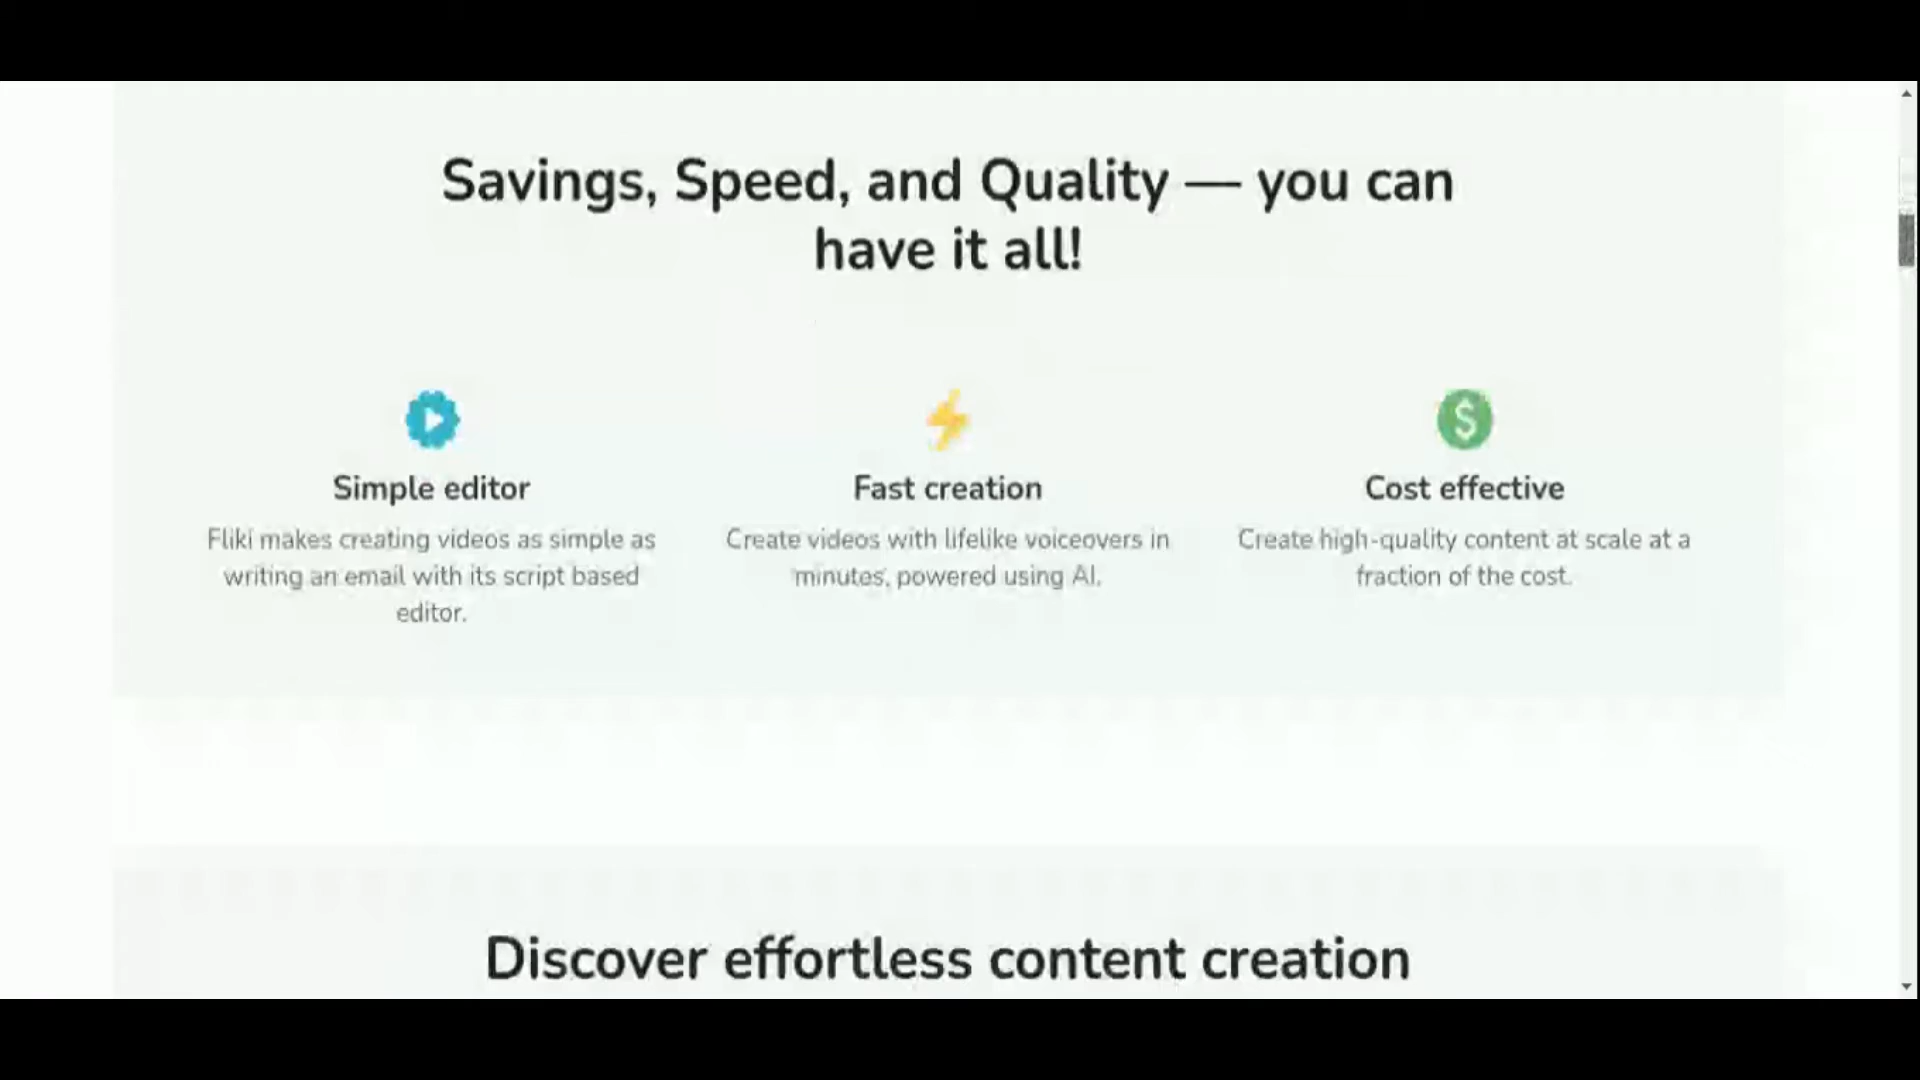 Savings, Speed, and Quality — you can
have it all!
Simple editor
Fliki makes creating videos as simple as
writing an email with its script based
editor.
Fast creation
Create videos with lifelike voiceovers in
minutes, powered using AI.
Cost effective
Create high-quality content at scale at a
fraction of the cost.
Discover effortless content creation